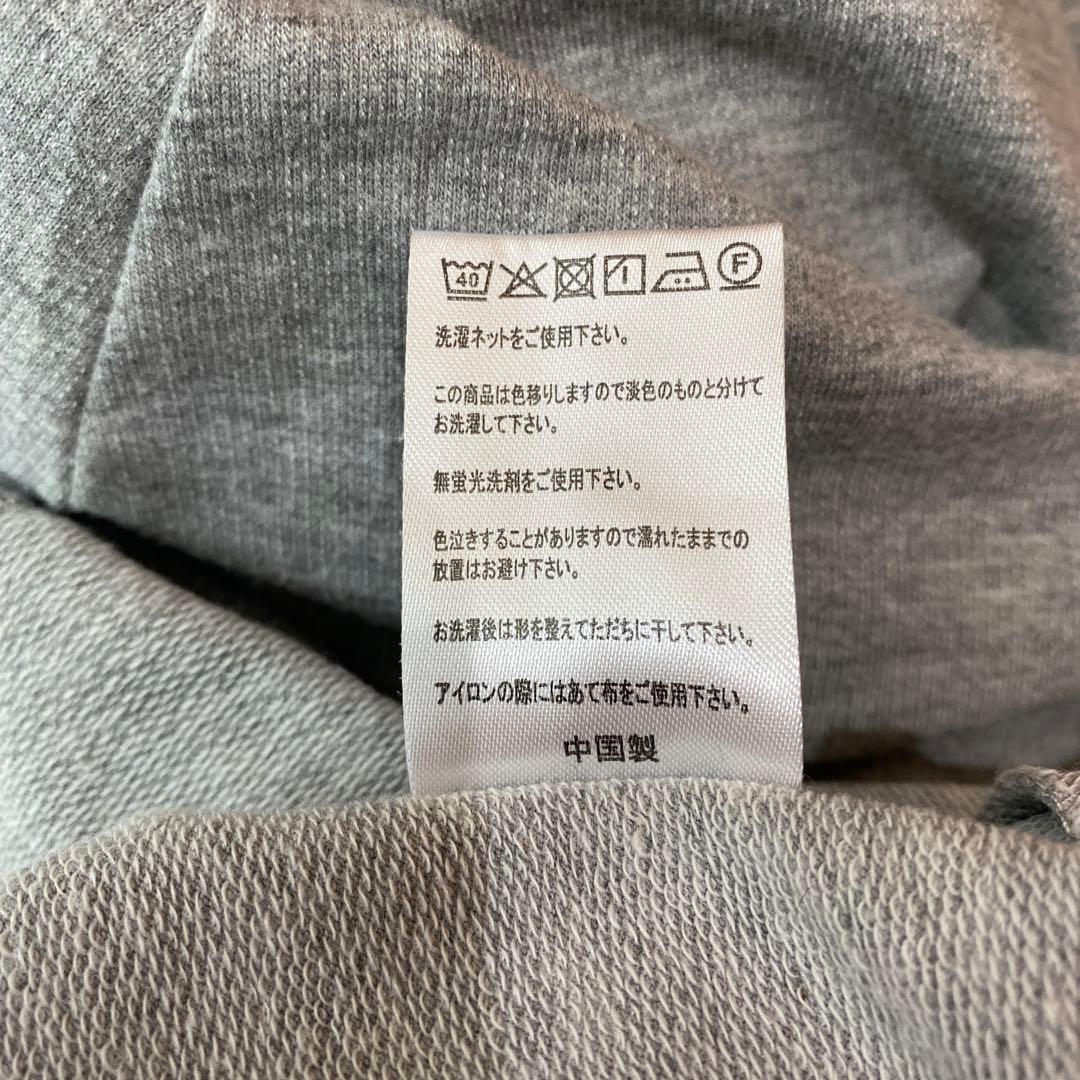 40 F
洗濯ネットをご使用下さい。
この商品は色移りしますので淡色のものと分けて
お洗濯して下さい。
無蛍光洗剤をご使用下さい。
色泣きすることがありますので濡れたままでの
放置はお避け下さい。
お洗濯後は形を整えてただちに干して下さい。
アイロンの際にはあて布をご使用下さい。
中国製